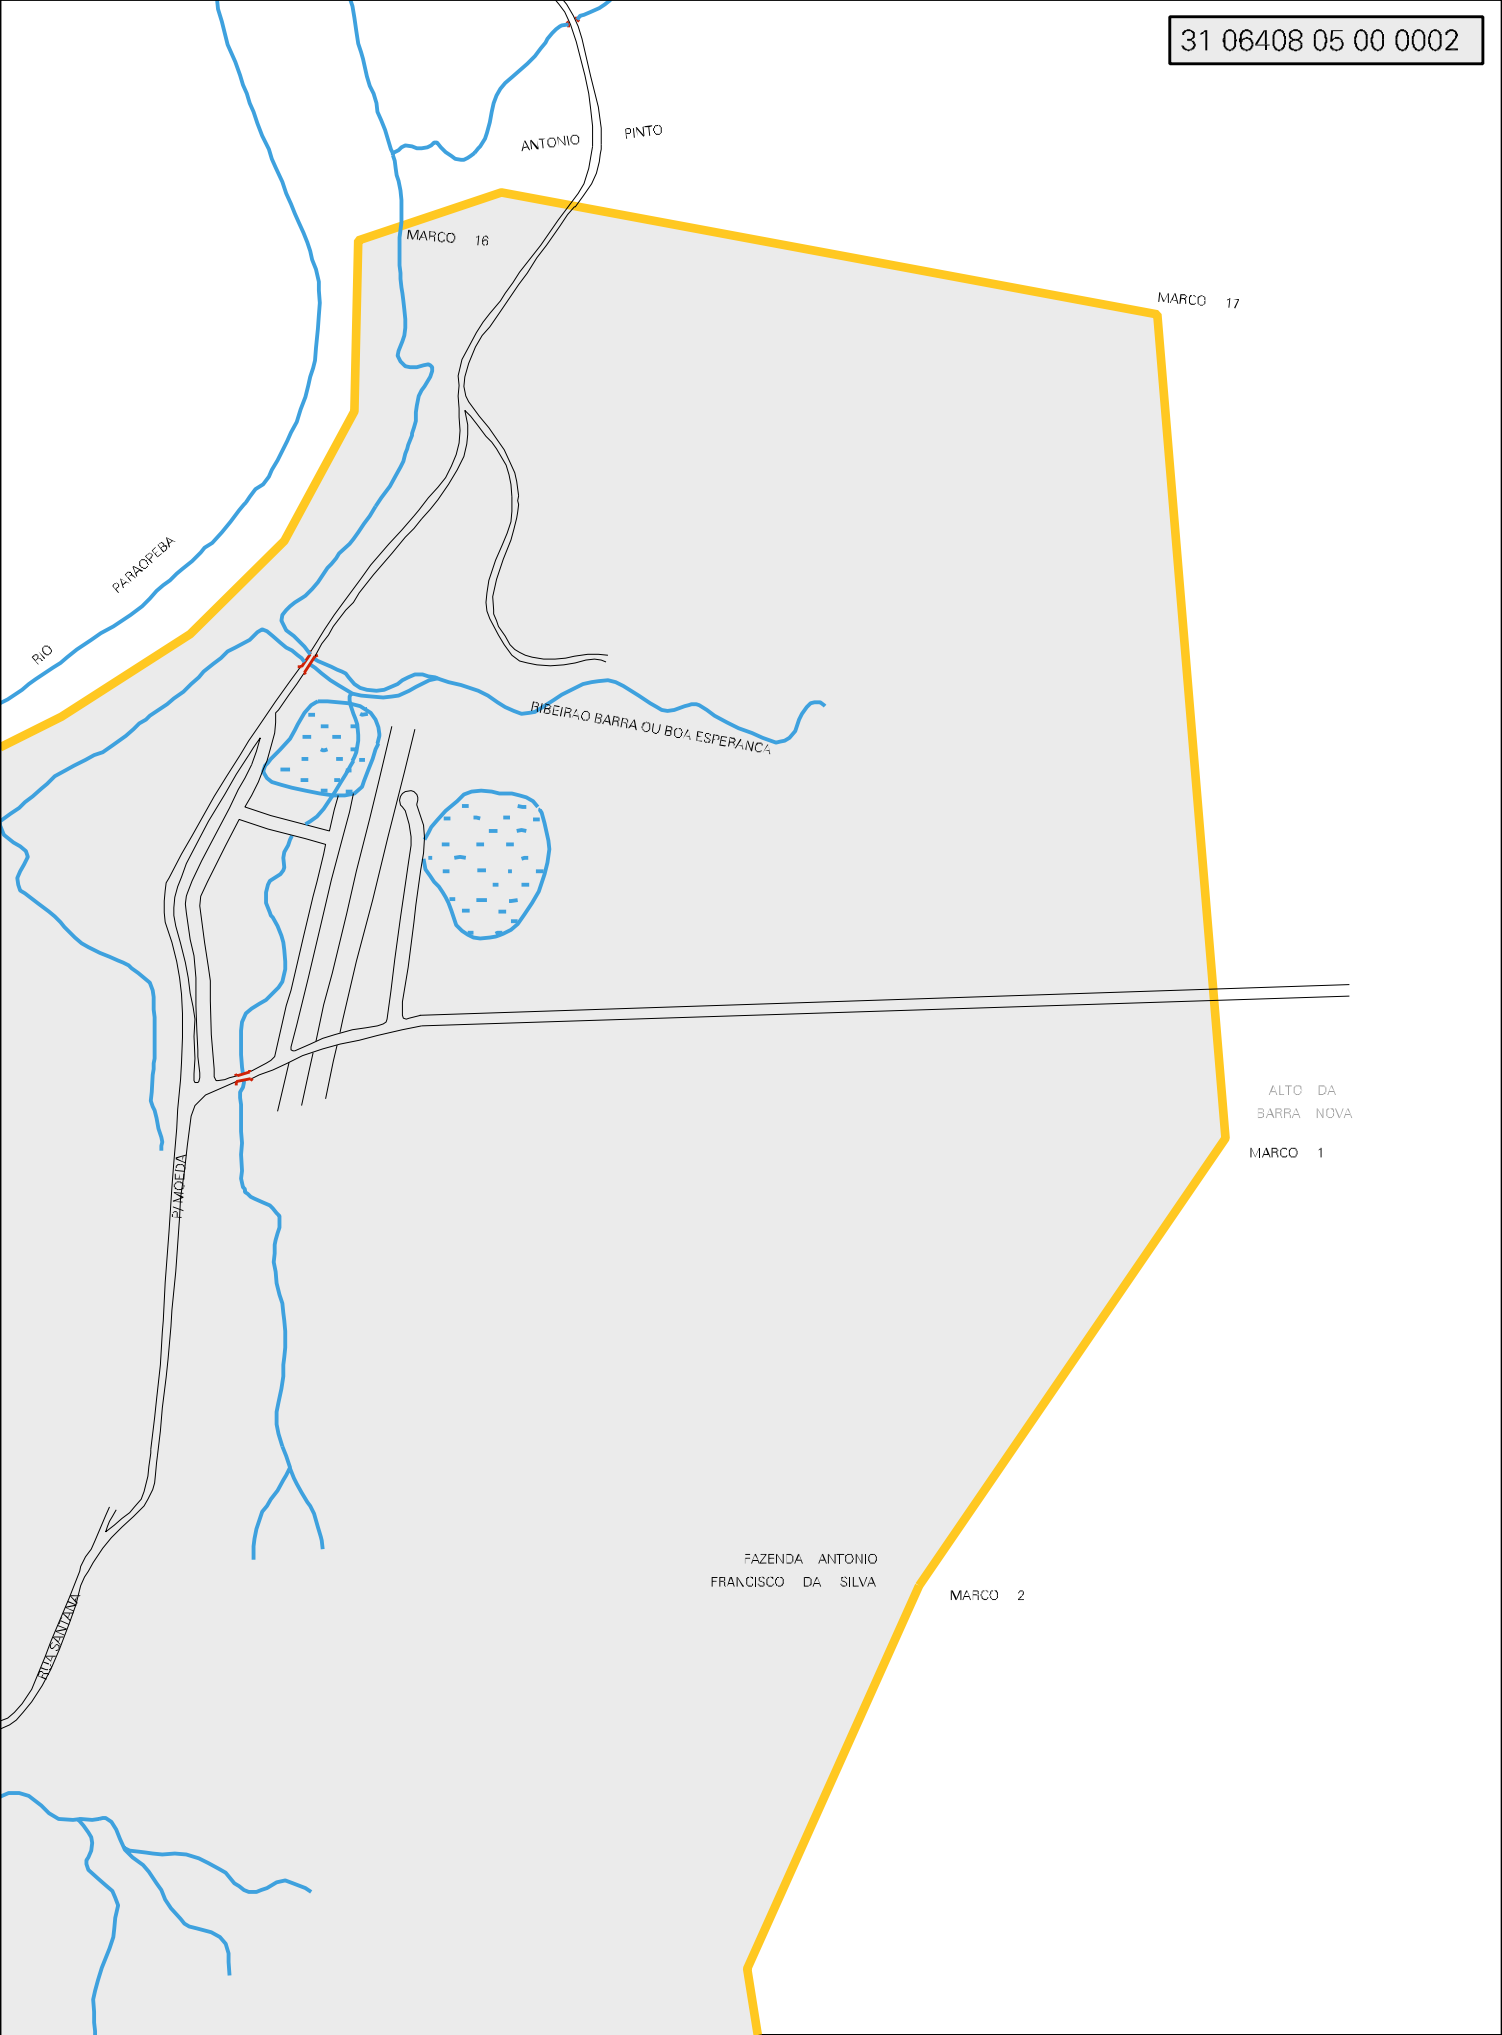 31 06408 05 00 0002
ANTONIO PINTO
MARCO 16
MARCO 17
RIO PARAOPEBA
RIBEIRAO BARRA OU BOA ESPERANCA
ALTO DA
BARRA NOVA
MARCO 1
P/ MOEDA
FAZENDA ANTONIO
FRANCISCO DA SILVA
MARCO 2
RUA SANTANA